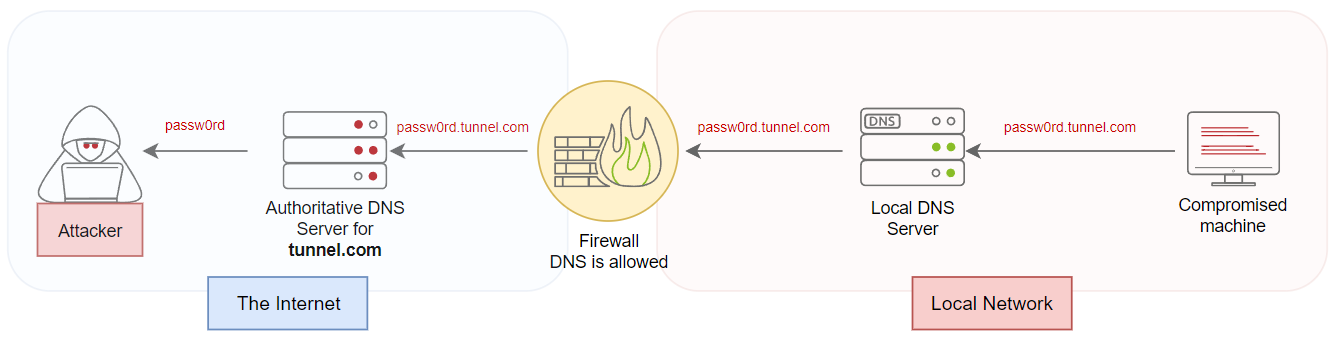 passw0rd
passw0rd.tunnel.com
passw0rd.tunnel.com
passw0rd.tunnel.com
DNS
Attacker
Authoritative DNS
Server for
tunnel.com
Firewall
DNS is allowed
Local DNS
Server
Compromised
machine
The Internet
Local Network